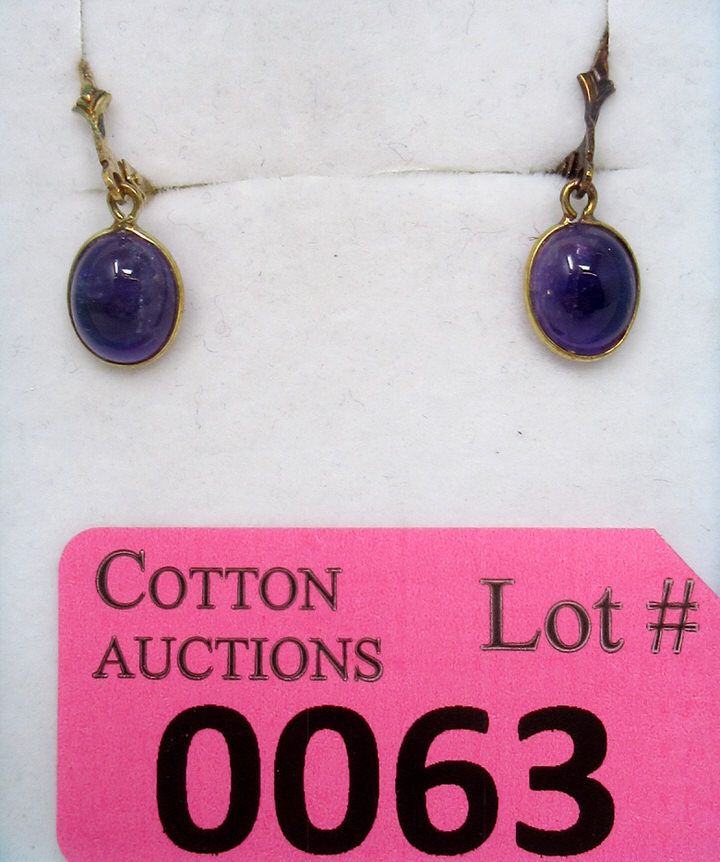 COTTON
AUCTIONS
Lot #
0063